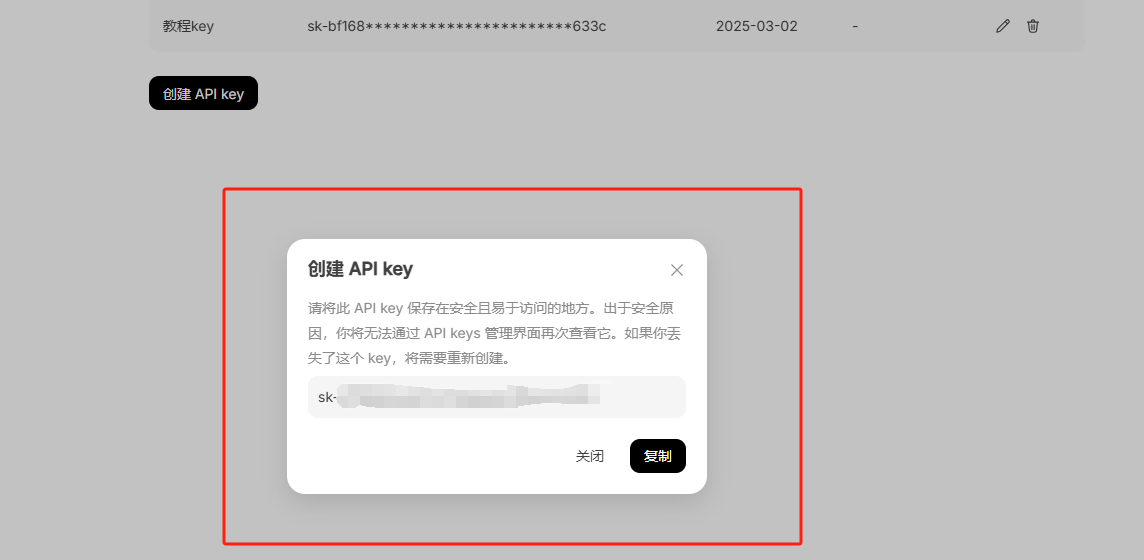 教程key sk-bf168***********************633c 2025-03-02 -
创建 API key
创建 API key
请将此 API key 保存在安全且易于访问的地方。出于安全原
因，你将无法通过 API keys 管理界面再次查看它。如果你丢
失了这个 key，将需要重新创建。
sk-
关闭 复制